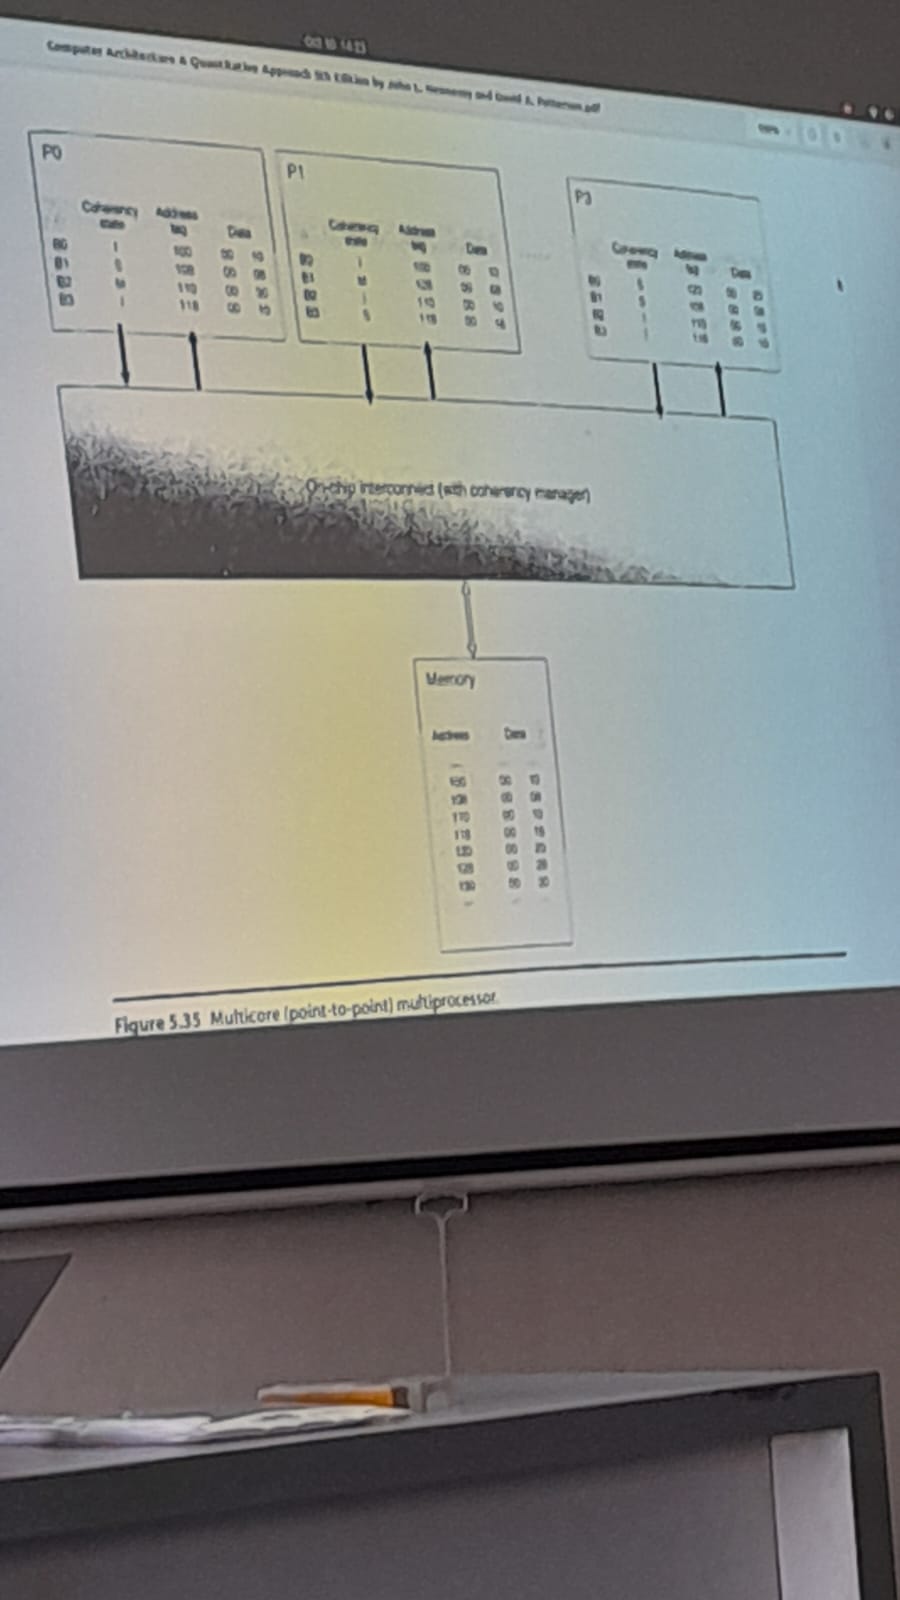 Oct 10 14:23
Computer Architecture A Quantitative Approach 5th Edition by John L. Hennessy and David A. Patterson.pdf
P0
Coherency state Address tag Data
B0 I 100 00 10
B1 S 108 00 08
B2 M 110 00 30
B3 I 118 00 10
P1
Coherency state Address tag Data
B0 I 100 00 10
B1 M 128 68
B2 I 110 00 10
B3 S 118 00 18
P3
Coherency state Address tag Data
B0 S 120 00 20
B1 S 108 00 08
B2 I 110 00 10
B3 I 118 00 10
On-chip interconnect (with coherency manager)
Memory
Address Data
100 00 10
108 00 08
110 00 10
118 00 18
120 00 20
128 00 28
130 00 30
Figure 5.35 Multicore (point-to-point) multiprocessor.